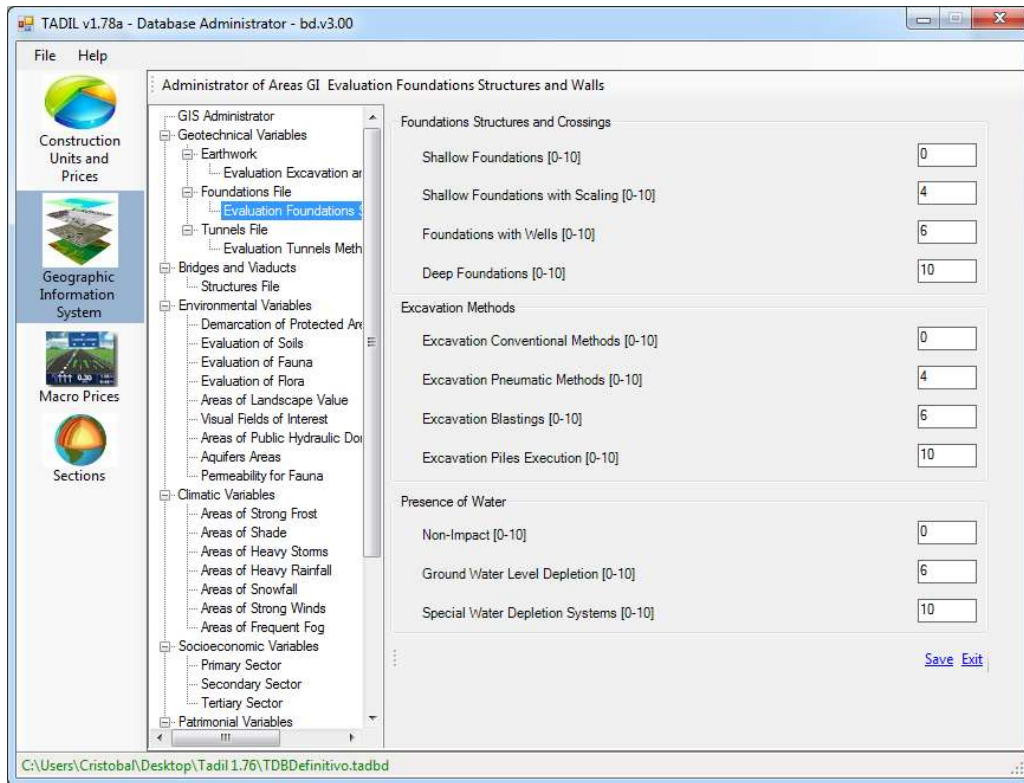 TADIL v1.78a - Database Administrator - bd.v3.00
File Help
Construction
Units and
Prices
Geographic
Information
System
Macro Prices
Sections
Administrator of Areas GI Evaluation Foundations Structures and Walls
GIS Administrator
Geotechnical Variables
Earthwork
Evaluation Excavation ar
Foundations File
Evaluation Foundations S
Tunnels File
Evaluation Tunnels Meth
Bridges and Viaducts
Structures File
Environmental Variables
Demarcation of Protected Are
Evaluation of Soils
Evaluation of Fauna
Evaluation of Flora
Areas of Landscape Value
Visual Fields of Interest
Areas of Public Hydraulic Dom
Aquifers Areas
Permeability for Fauna
Climatic Variables
Areas of Strong Frost
Areas of Shade
Areas of Heavy Storms
Areas of Heavy Rainfall
Areas of Snowfall
Areas of Strong Winds
Areas of Frequent Fog
Socioeconomic Variables
Primary Sector
Secondary Sector
Tertiary Sector
Patrimonial Variables
Foundations Structures and Crossings
Shallow Foundations [0-10] 0
Shallow Foundations with Scaling [0-10] 4
Foundations with Wells [0-10] 6
Deep Foundations [0-10] 10
Excavation Methods
Excavation Conventional Methods [0-10] 0
Excavation Pneumatic Methods [0-10] 4
Excavation Blastings [0-10] 6
Excavation Piles Execution [0-10] 10
Presence of Water
Non-Impact [0-10] 0
Ground Water Level Depletion [0-10] 6
Special Water Depletion Systems [0-10] 10
Save Exit
C:\Users\Cristobal\Desktop\Tadil 1.76\TDBDefinitivo.tadbd